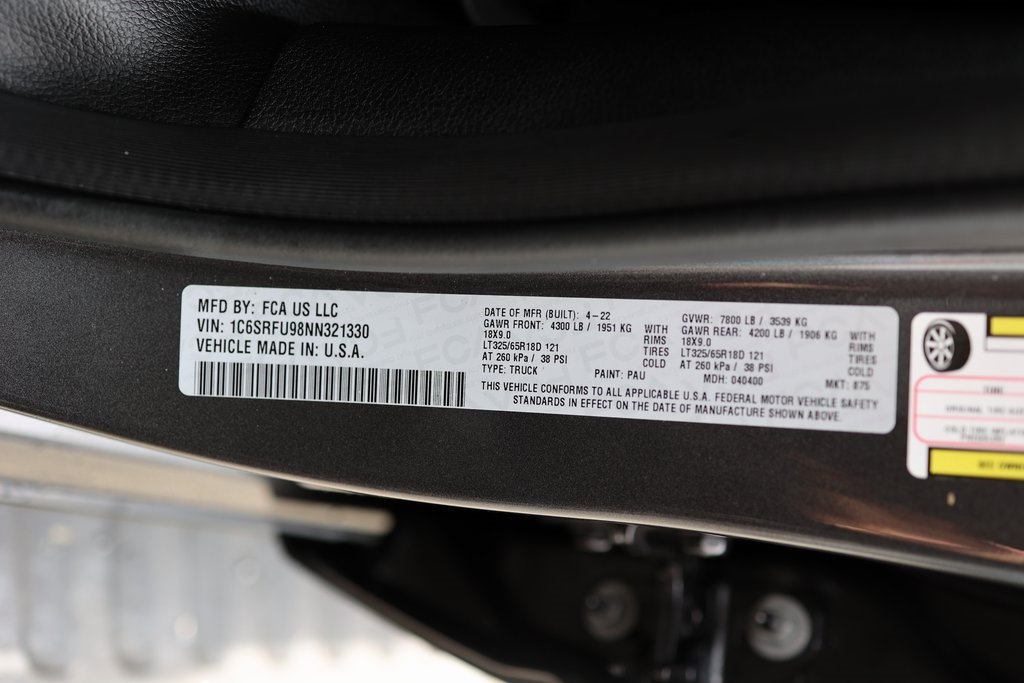 MFD BY: FCA US LLC
VIN: 1C6SRFU98NN321330
VEHICLE MADE IN: U.S.A.
DATE OF MFR (BUILT): 4-22
GAWR FRONT: 4300 LB / 1951 KG WITH
18X9.0 RIMS
LT325/65R18D 121 TIRES
AT 260 kPa / 38 PSI COLD
TYPE: TRUCK
GVWR: 7800 LB / 3539 KG
GAWR REAR: 4200 LB / 1906 KG WITH
18X9.0 RIMS
LT325/65R18D 121 TIRES
AT 260 kPa / 38 PSI COLD
PAINT: PAU MDH: 040400 MKT: B75
THIS VEHICLE CONFORMS TO ALL APPLICABLE U.S.A. FEDERAL MOTOR VEHICLE SAFETY
STANDARDS IN EFFECT ON THE DATE OF MANUFACTURE SHOWN ABOVE.